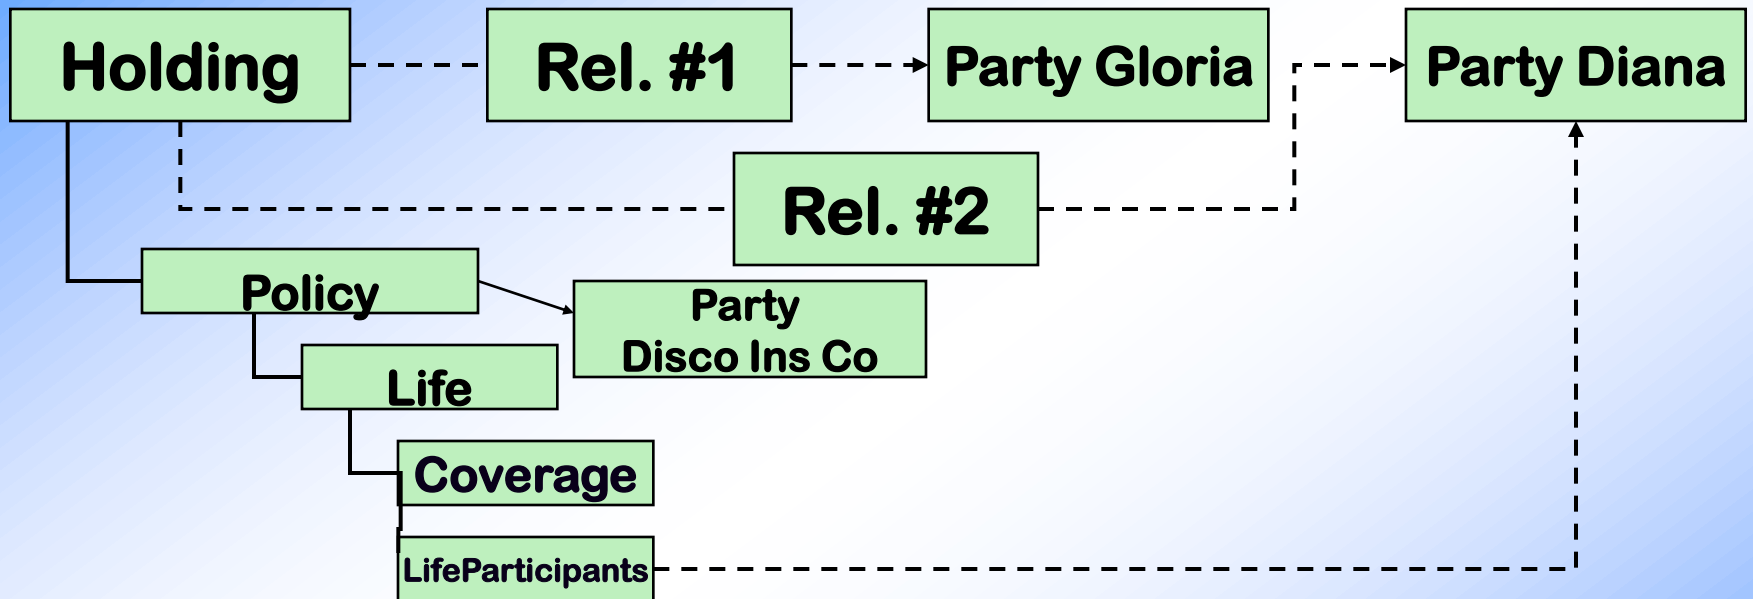 Holding
Rel. #1
Party Gloria
Party Diana
Rel. #2
Policy
Party
Disco Ins Co
Life
Coverage
LifeParticipants